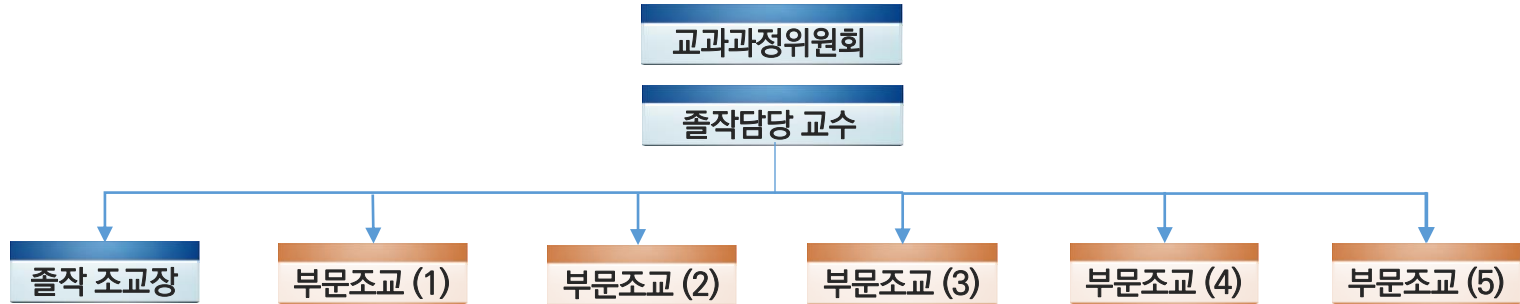 교과과정위원회
졸작담당 교수
졸작 조교장
부문조교 (1)
부문조교 (2)
부문조교 (3)
부문조교 (4)
부문조교 (5)